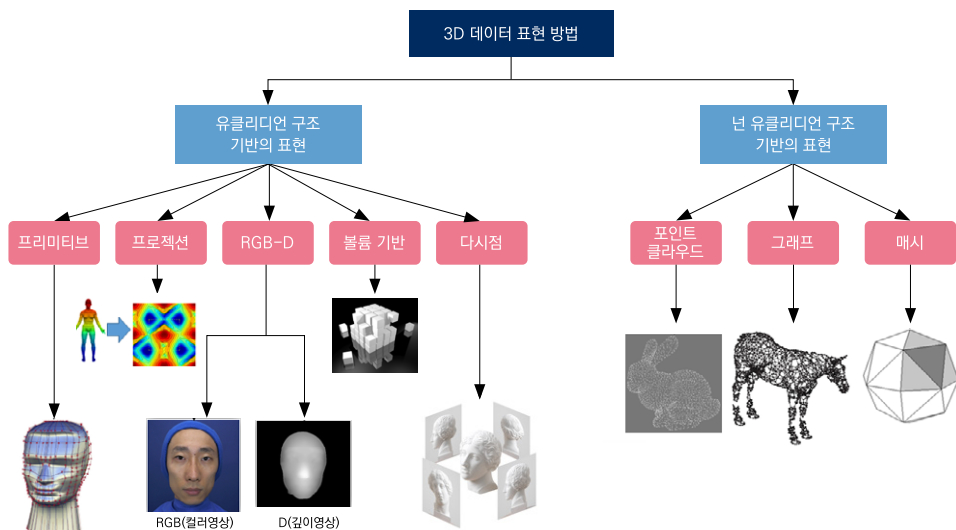 3D 데이터 표현 방법
유클리디언 구조
기반의 표현
넌 유클리디언 구조
기반의 표현
프리미티브
프로젝션
RGB-D
볼륨 기반
다시점
포인트
클라우드
그래프
매시
RGB(컬러영상)
D(깊이영상)